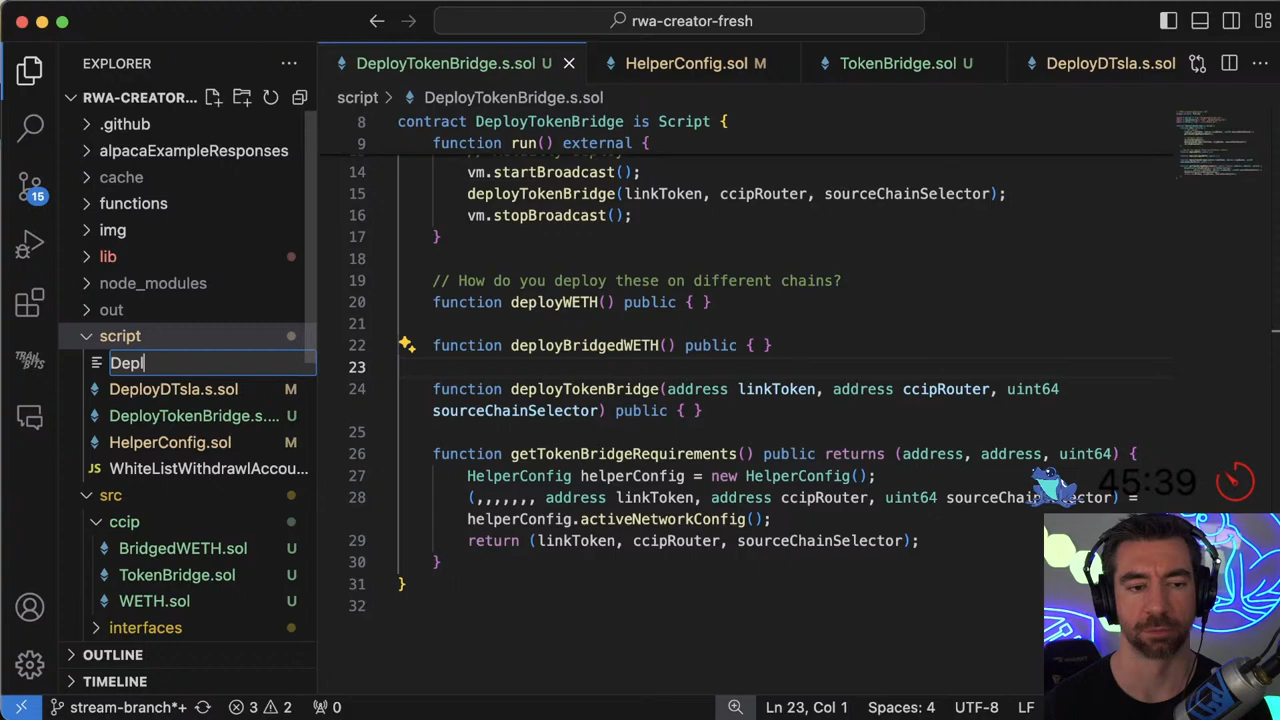 rwa-creator-fresh
EXPLORER
RWA-CREATOR...
.github
alpacaExampleResponses
cache
functions
img
lib
node_modules
out
script
Depl
DeployDTsla.s.sol M
DeployTokenBridge.s.... U
HelperConfig.sol M
JS WhiteListWithdrawlAccou...
src
ccip
BridgedWETH.sol U
TokenBridge.sol U
WETH.sol U
interfaces
OUTLINE
TIMELINE
15
TRAIL OF BITS
DeployTokenBridge.s.sol U
HelperConfig.sol M
TokenBridge.sol U
DeployDTsla.s.sol
script > DeployTokenBridge.s.sol
8 contract DeployTokenBridge is Script {
9 function run() external {
14 vm.startBroadcast();
15 deployTokenBridge(linkToken, ccipRouter, sourceChainSelector);
16 vm.stopBroadcast();
17 }
18
19 // How do you deploy these on different chains?
20 function deployWETH() public { }
21
22 function deployBridgedWETH() public { }
23
24 function deployTokenBridge(address linkToken, address ccipRouter, uint64
sourceChainSelector) public { }
25
26 function getTokenBridgeRequirements() public returns (address, address, uint64) {
27 HelperConfig helperConfig = new HelperConfig();
28 (,,,,,,, address linkToken, address ccipRouter, uint64 sourceChainSelector) =
helperConfig.activeNetworkConfig();
29 return (linkToken, ccipRouter, sourceChainSelector);
30 }
31 }
32
45:39
stream-branch*+ 3 2 0
Ln 23, Col 1 Spaces: 4 UTF-8 LF